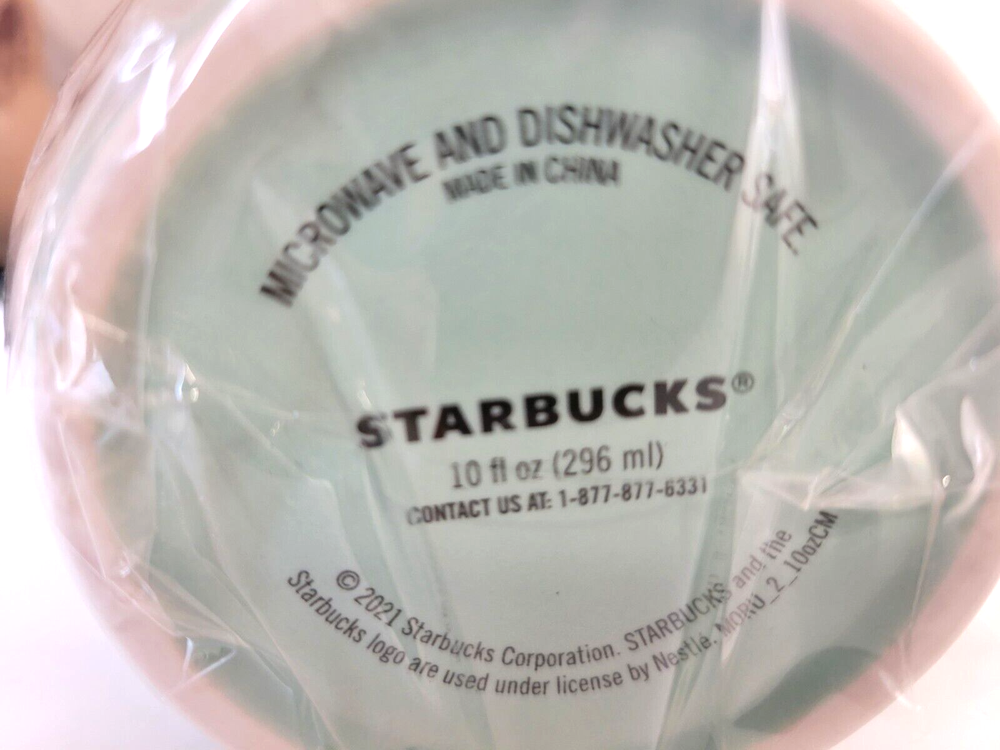 MICROWAVE AND DISHWASHER SAFE
MADE IN CHINA
STARBUCKS®
10 fl oz (296 ml)
CONTACT US AT: 1-877-877-6331
© 2021 Starbucks Corporation. STARBUCKS and the
Starbucks logo are used under license by Nestlé. MORU_2_10ozCM